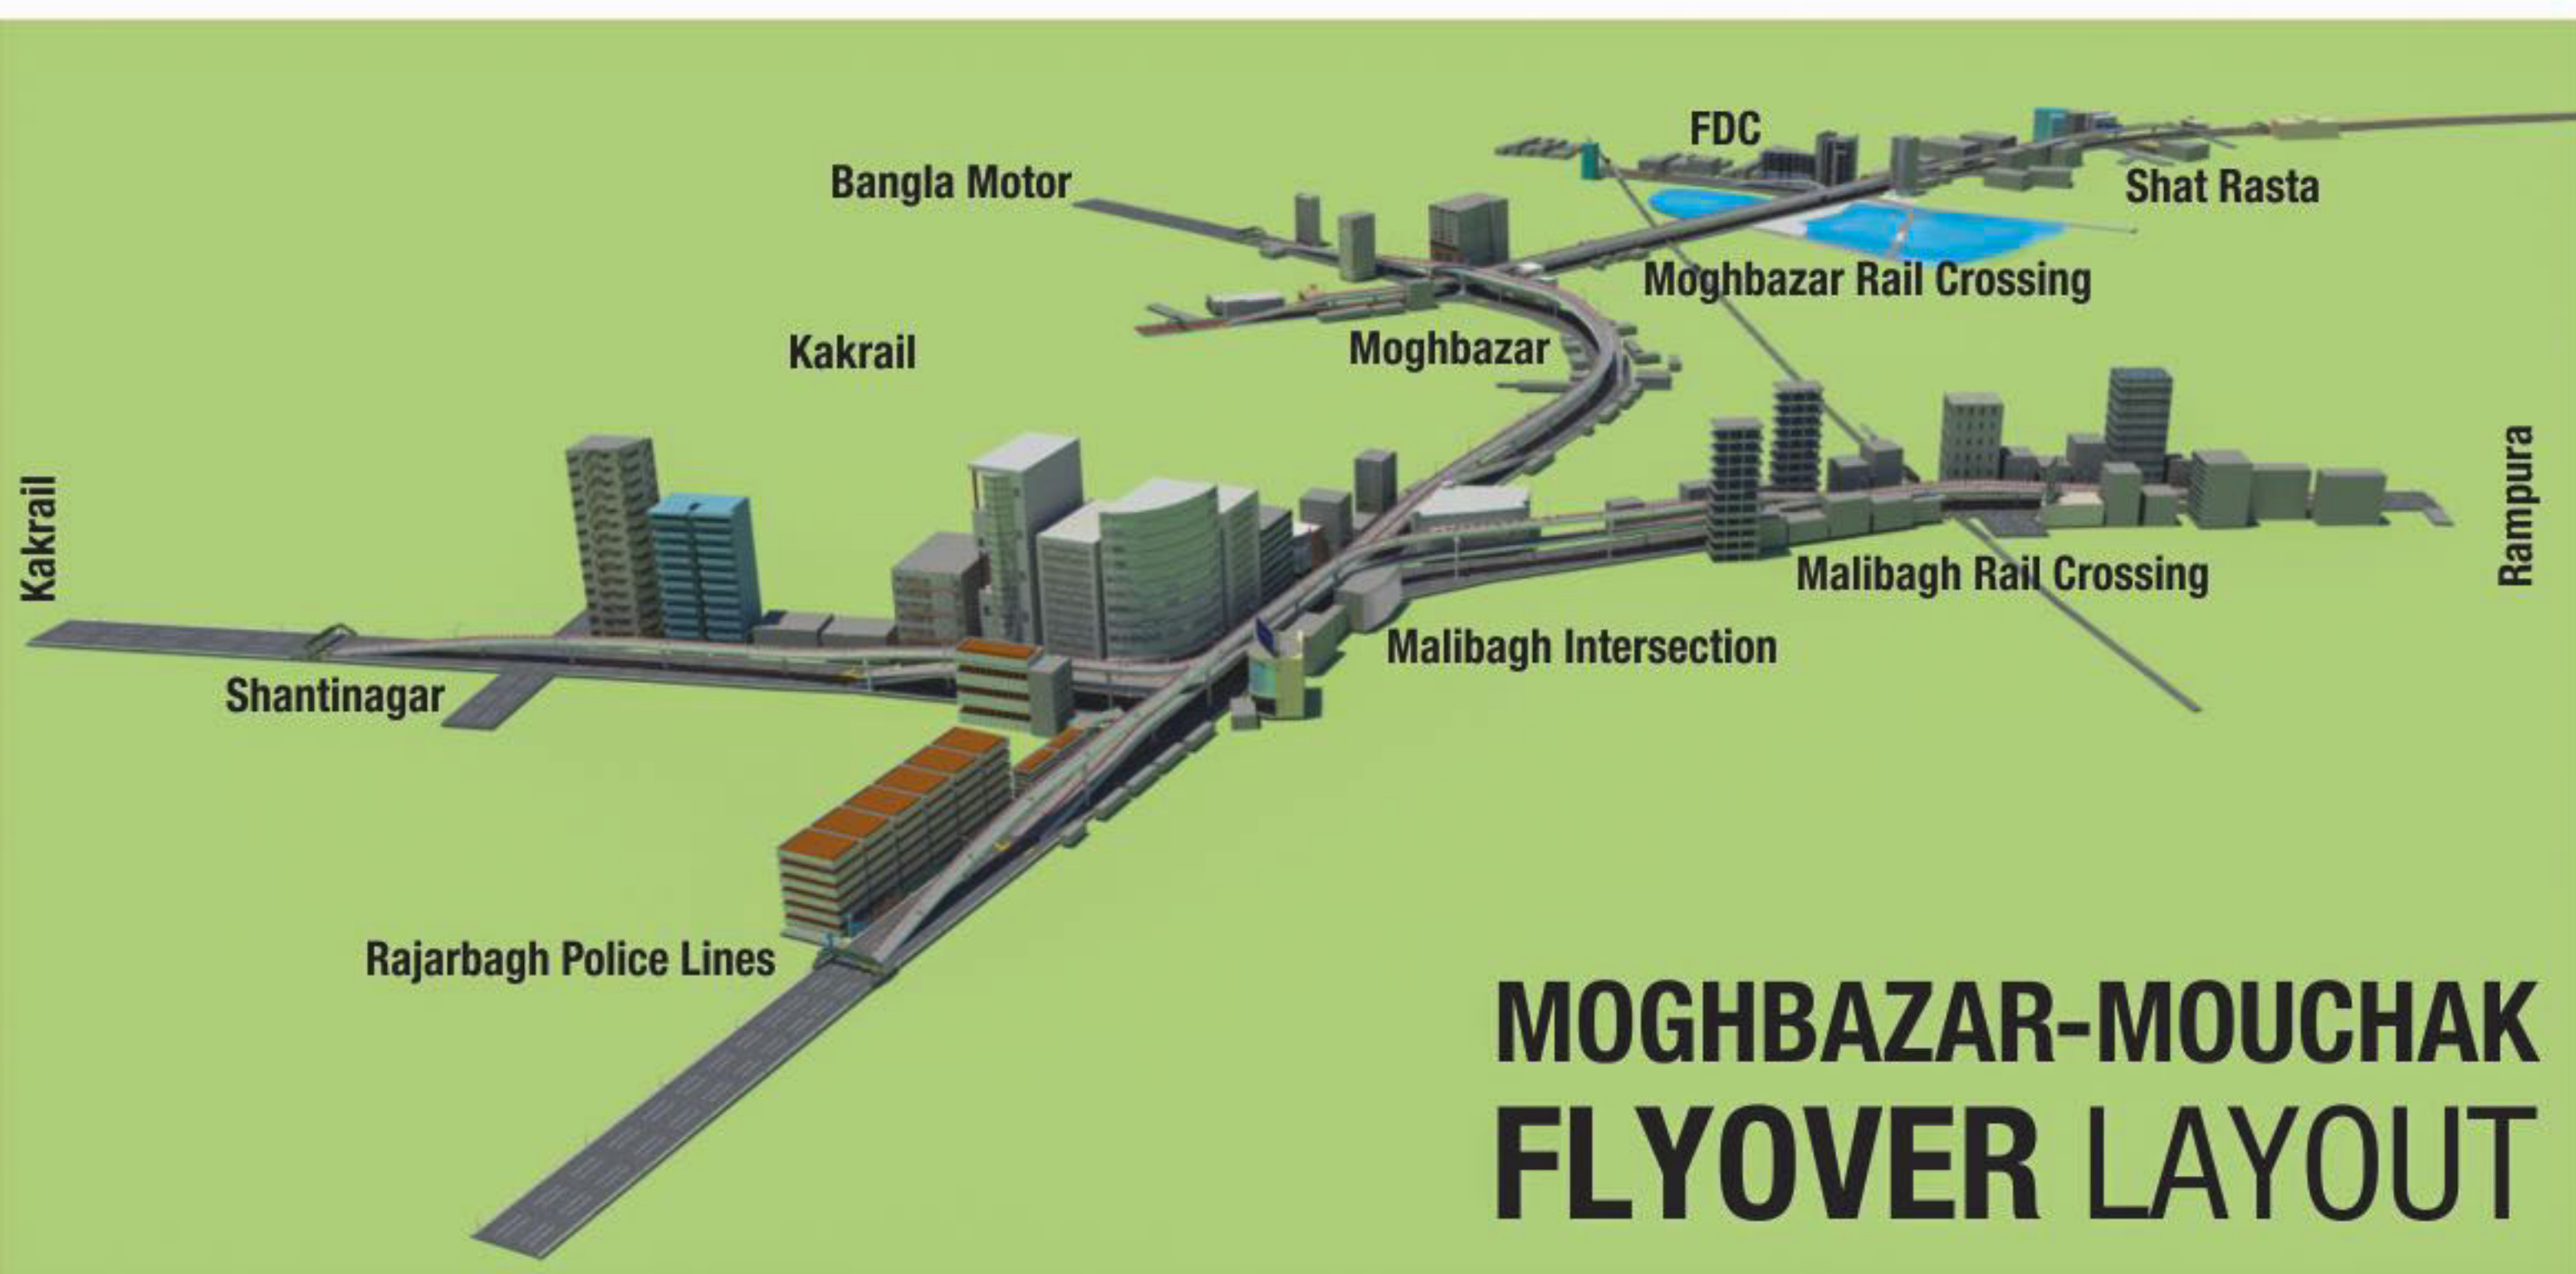 FDC
Bangla Motor
Shat Rasta
Moghbazar Rail Crossing
Kakrail
Moghbazar
Kakrail
Rampura
Malibagh Rail Crossing
Malibagh Intersection
Shantinagar
Rajarbagh Police Lines
MOGHBAZAR-MOUCHAK
FLYOVER LAYOUT